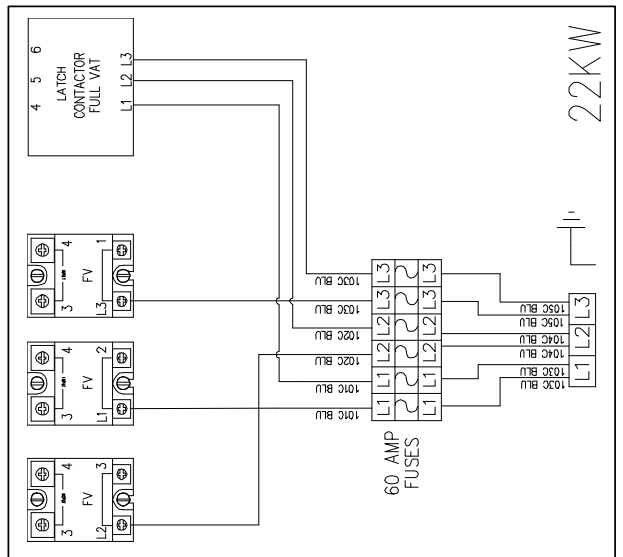 4 5 6
LATCH
CONTACTOR
FULL VAT
L1 L2 L3
3 4
FV
L2 3
3 4
FV
L1 2
3 4
FV
L3 1
101C BLU
101C BLU
102C BLU
102C BLU
103C BLU
103C BLU
L1 L1 L2 L2 L3 L3
60 AMP
FUSES
L1 L1 L2 L2 L3 L3
103C BLU
103C BLU
104C BLU
104C BLU
105C BLU
105C BLU
L1 L2 L3
22KW